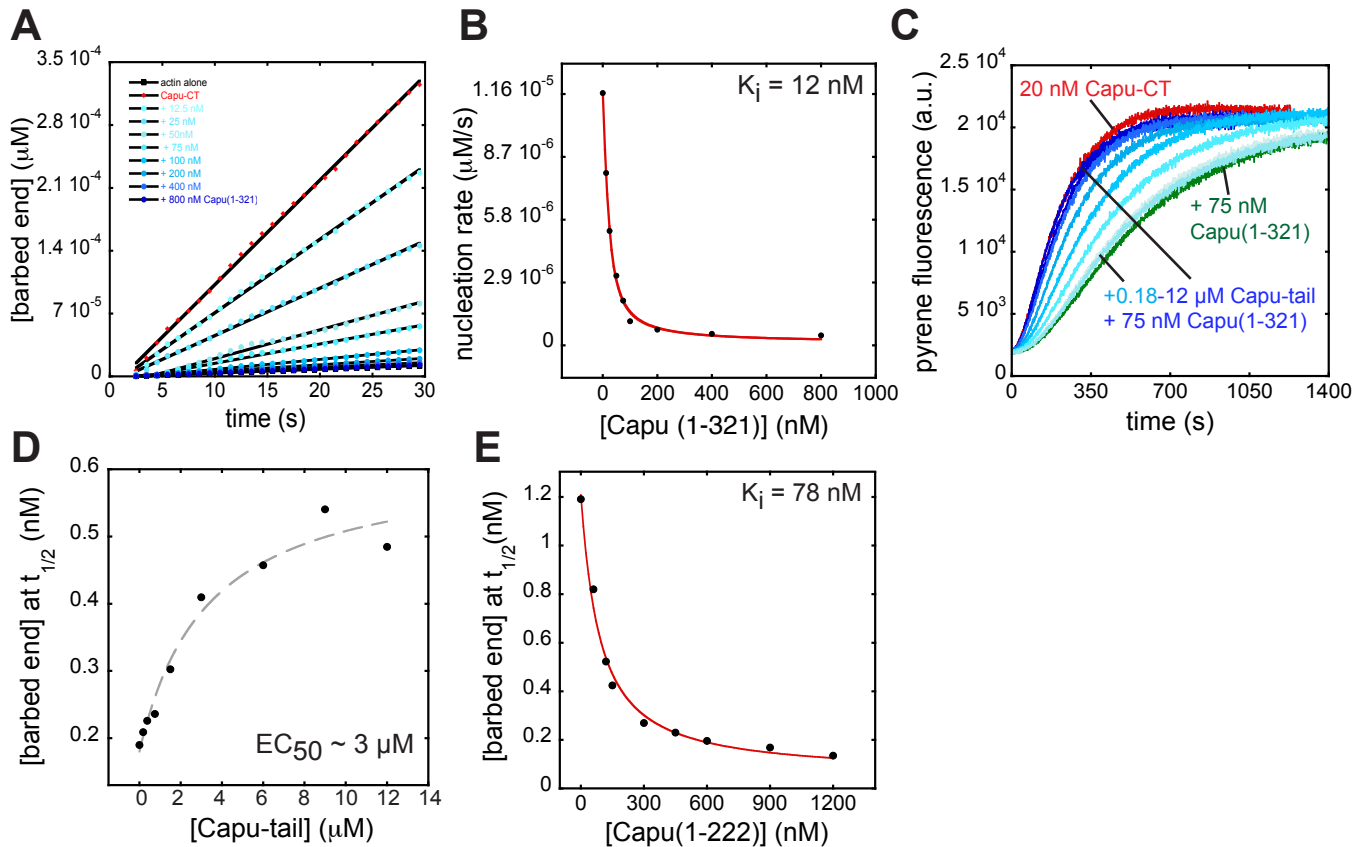 A
[barbed end] (μM)
2.1 10⁻⁴
2.8 10⁻⁴
1.4 10⁻⁴
7 10⁻⁵
0
actin alone
Capu-CT
+ 12.5 nM
+ 25 nM
+ 50nM
+ 75 nM
+ 100 nM
+ 200 nM
+ 400 nM
+ 800 nM Capu(1-321)
0 5 10 15 20 25 30
time (s)
B
nucleation rate (μM/s)
1.16 10⁻⁵
8.7 10⁻⁶
5.8 10⁻⁶
2.9 10⁻⁶
0
Kᵢ = 12 nM
0 200 400 600 800 1000
[Capu (1-321)] (nM)
C
pyrene fluorescence (a.u.)
2.5 10⁴
2 10⁴
1.5 10⁴
1 10⁴
5 10³
0
20 nM Capu-CT
+ 75 nM
Capu(1-321)
+0.18-12 μM Capu-tail
+ 75 nM Capu(1-321)
0 350 700 1050 1400
time (s)
D
[barbed end] at t₁/₂ (nM)
0.6
0.5
0.4
0.3
0.2
EC₅₀ ~ 3 μM
0 2 4 6 8 10 12 14
[Capu-tail] (μM)
E
[barbed end] at t₁/₂(nM)
1.2
1
0.8
0.6
0.4
0.2
0
Kᵢ = 78 nM
0 300 600 900 1200
[Capu(1-222)] (nM)